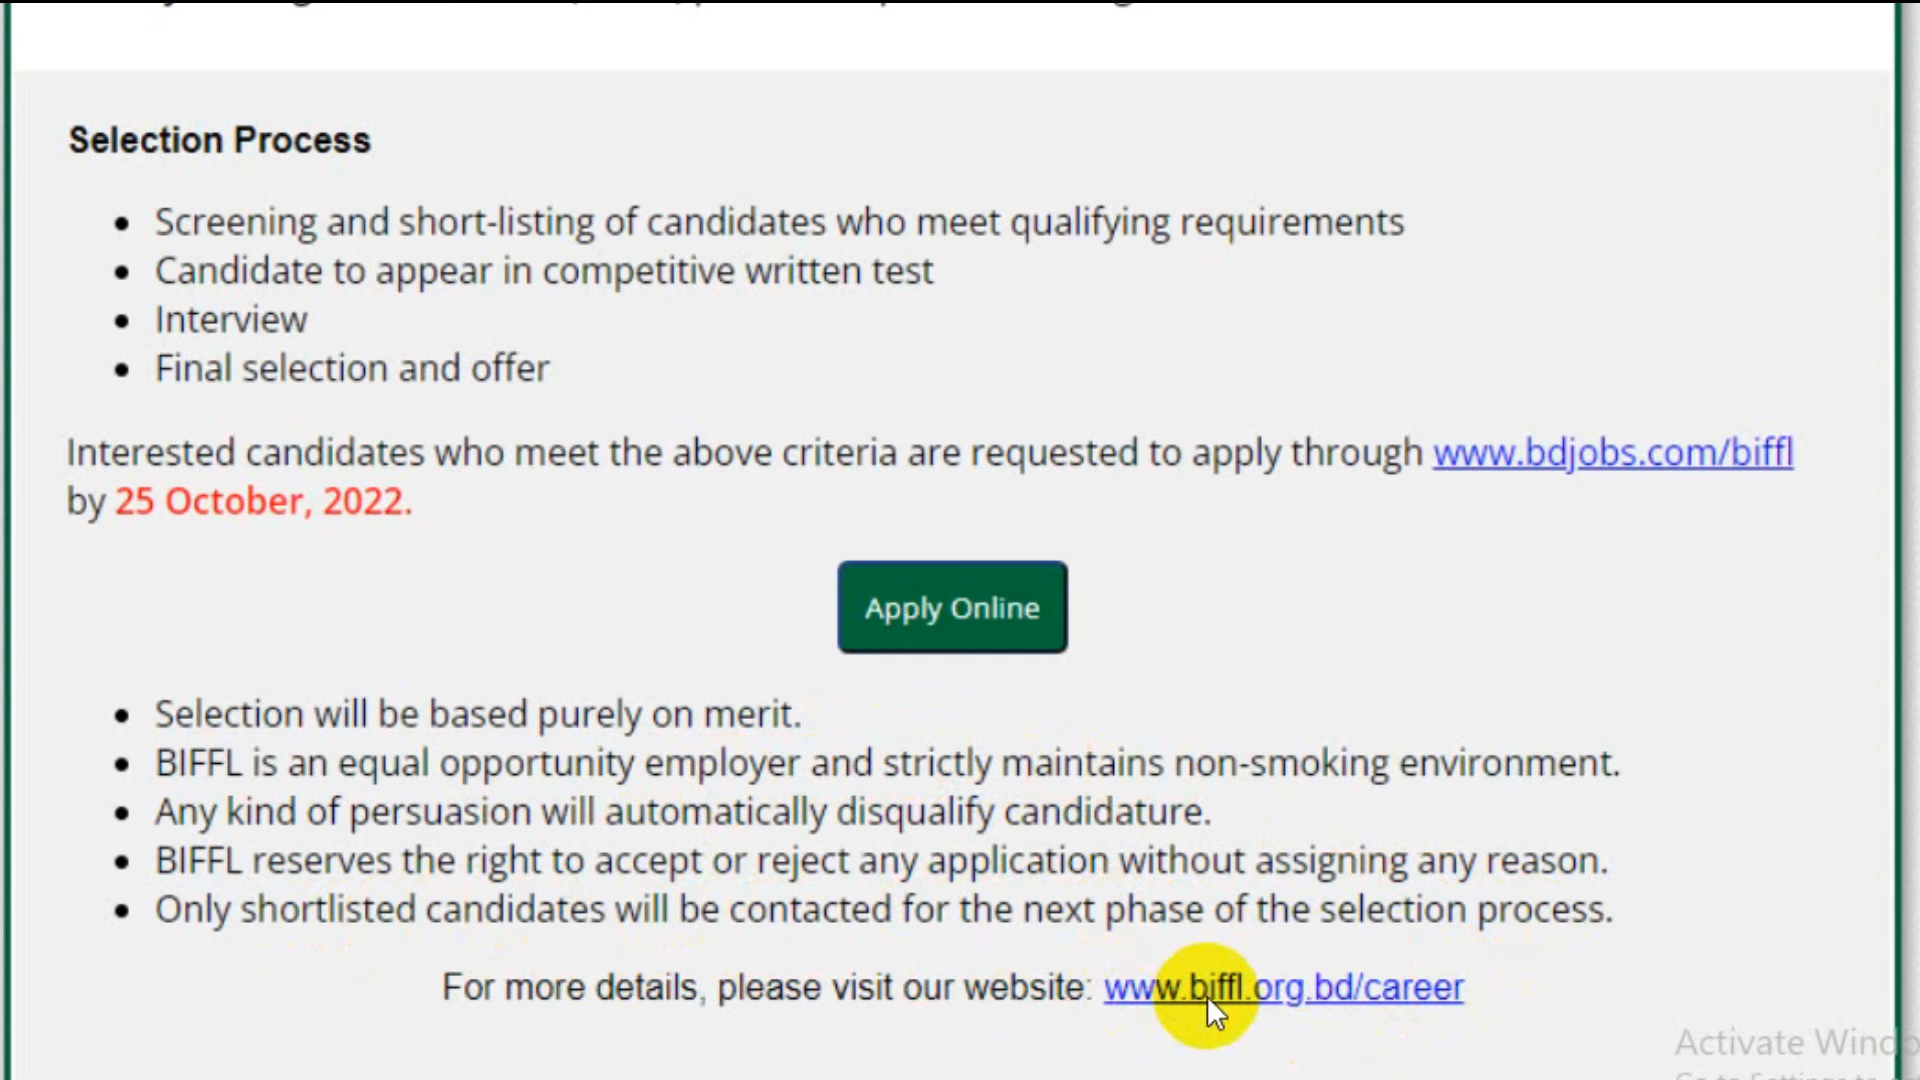 Selection Process
• Screening and short-listing of candidates who meet qualifying requirements
• Candidate to appear in competitive written test
• Interview
• Final selection and offer
Interested candidates who meet the above criteria are requested to apply through www.bdjobs.com/biffl
by 25 October, 2022.
Apply Online
• Selection will be based purely on merit.
• BIFFL is an equal opportunity employer and strictly maintains non-smoking environment.
• Any kind of persuasion will automatically disqualify candidature.
• BIFFL reserves the right to accept or reject any application without assigning any reason.
• Only shortlisted candidates will be contacted for the next phase of the selection process.
For more details, please visit our website: www.biffl.org.bd/career
Activate Windo